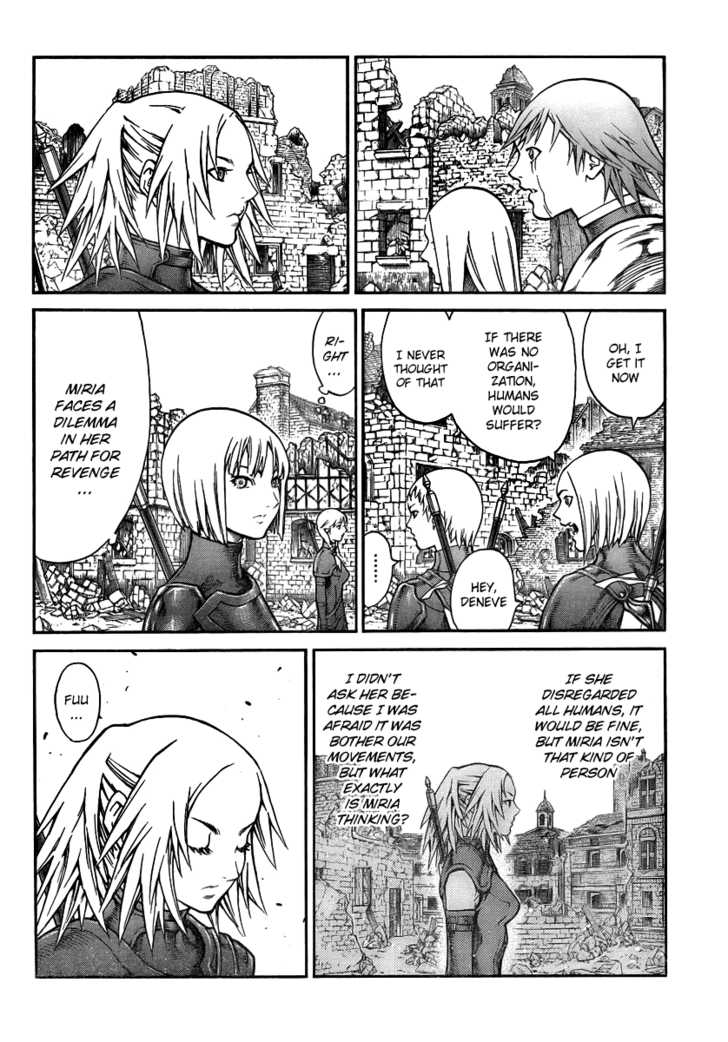 OH, I
GET IT
NOW
IF THERE
WAS NO
ORGANI-
ZATION,
HUMANS
WOULD
SUFFER?
I NEVER
THOUGHT
OF THAT
HEY,
DENEVE
........
RI-
GHT
...
MIRIA
FACES A
DILEMMA
IN HER
PATH FOR
REVENGE
...
IF SHE
DISREGARDED
ALL HUMANS, IT
WOULD BE FINE,
BUT MIRIA ISN'T
THAT KIND OF
PERSON
I DIDN'T
ASK HER BE-
CAUSE I WAS
AFRAID IT WAS
BOTHER OUR
MOVEMENTS,
BUT WHAT
EXACTLY
IS MIRIA
THINKING?
FUU
...